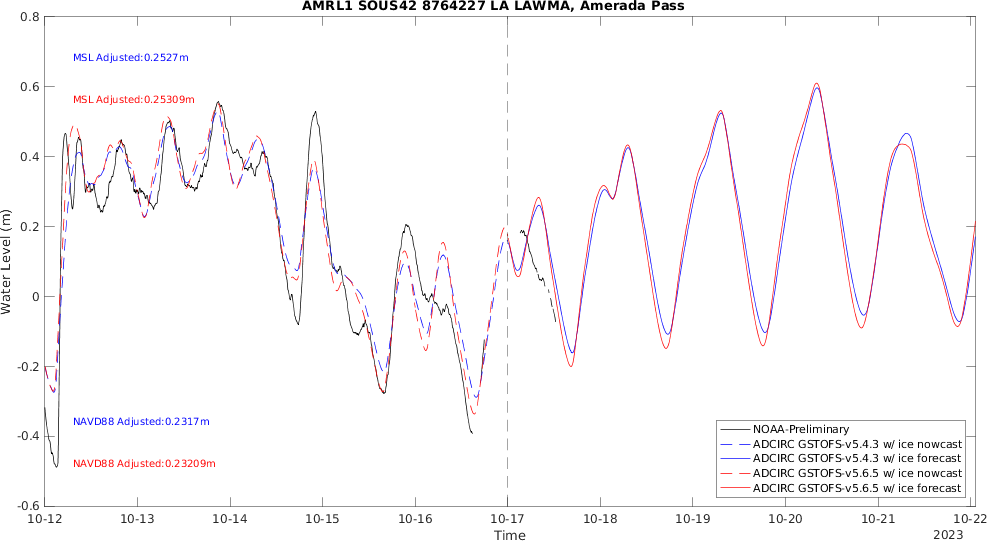 AMRL1 SOUS42 8764227 LA LAWMA, Amerada Pass
0.8
0.6
0.4
0.2
0
-0.2
-0.4
-0.6
Water Level (m)
MSL Adjusted:0.2527m
MSL Adjusted:0.25309m
NAVD88 Adjusted:0.2317m
NAVD88 Adjusted:0.23209m
NOAA-Preliminary
ADCIRC GSTOFS-v5.4.3 w/ ice nowcast
ADCIRC GSTOFS-v5.4.3 w/ ice forecast
ADCIRC GSTOFS-v5.6.5 w/ ice nowcast
ADCIRC GSTOFS-v5.6.5 w/ ice forecast
10-12 10-13 10-14 10-15 10-16 10-17 10-18 10-19 10-20 10-21 10-22
Time
2023